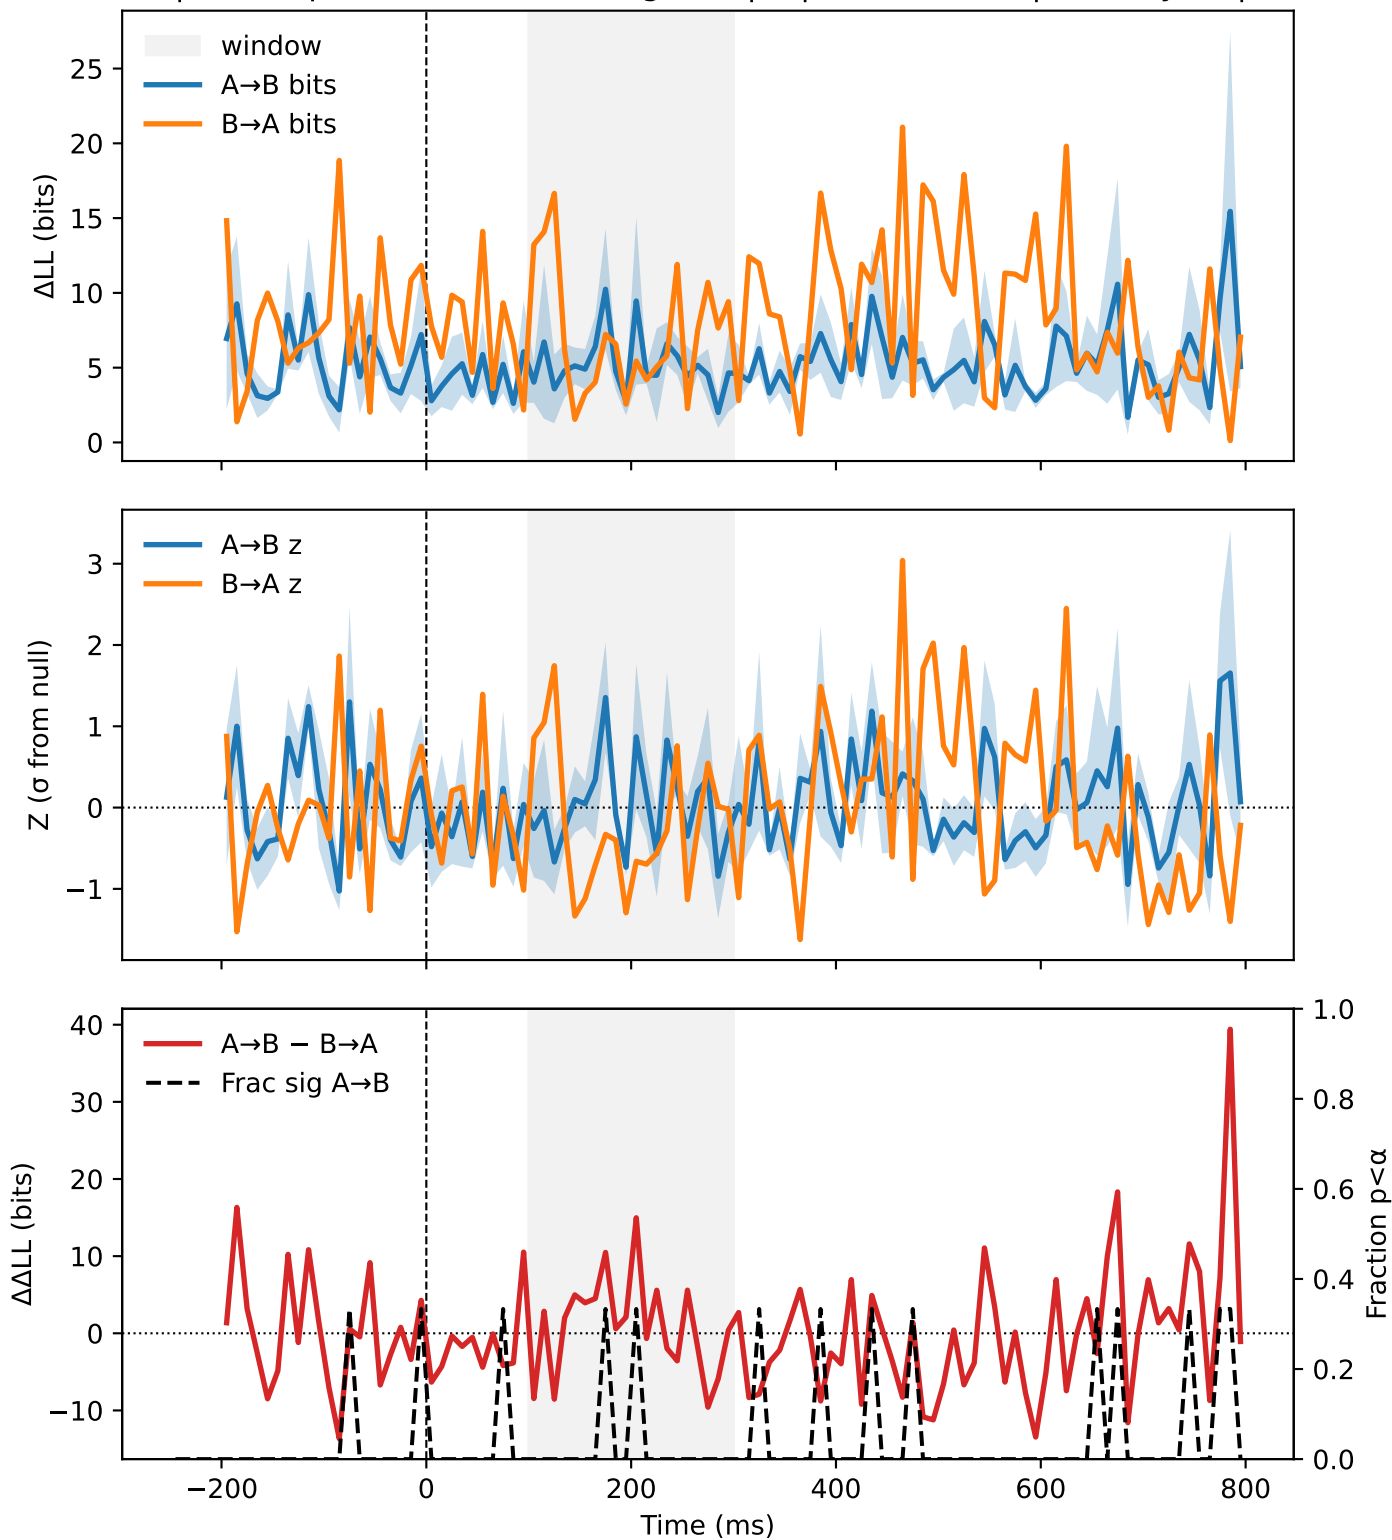 window
A→B bits
B→A bits
25
20
15
10
5
0
ΔLL (bits)
A→B z
B→A z
3
2
1
0
−1
Z (σ from null)
A→B − B→A
Frac sig A→B
40
30
20
10
0
−10
ΔΔLL (bits)
1.0
0.8
0.6
0.4
0.2
0.0
Fraction p<α
−200 0 200 400 600 800
Time (ms)